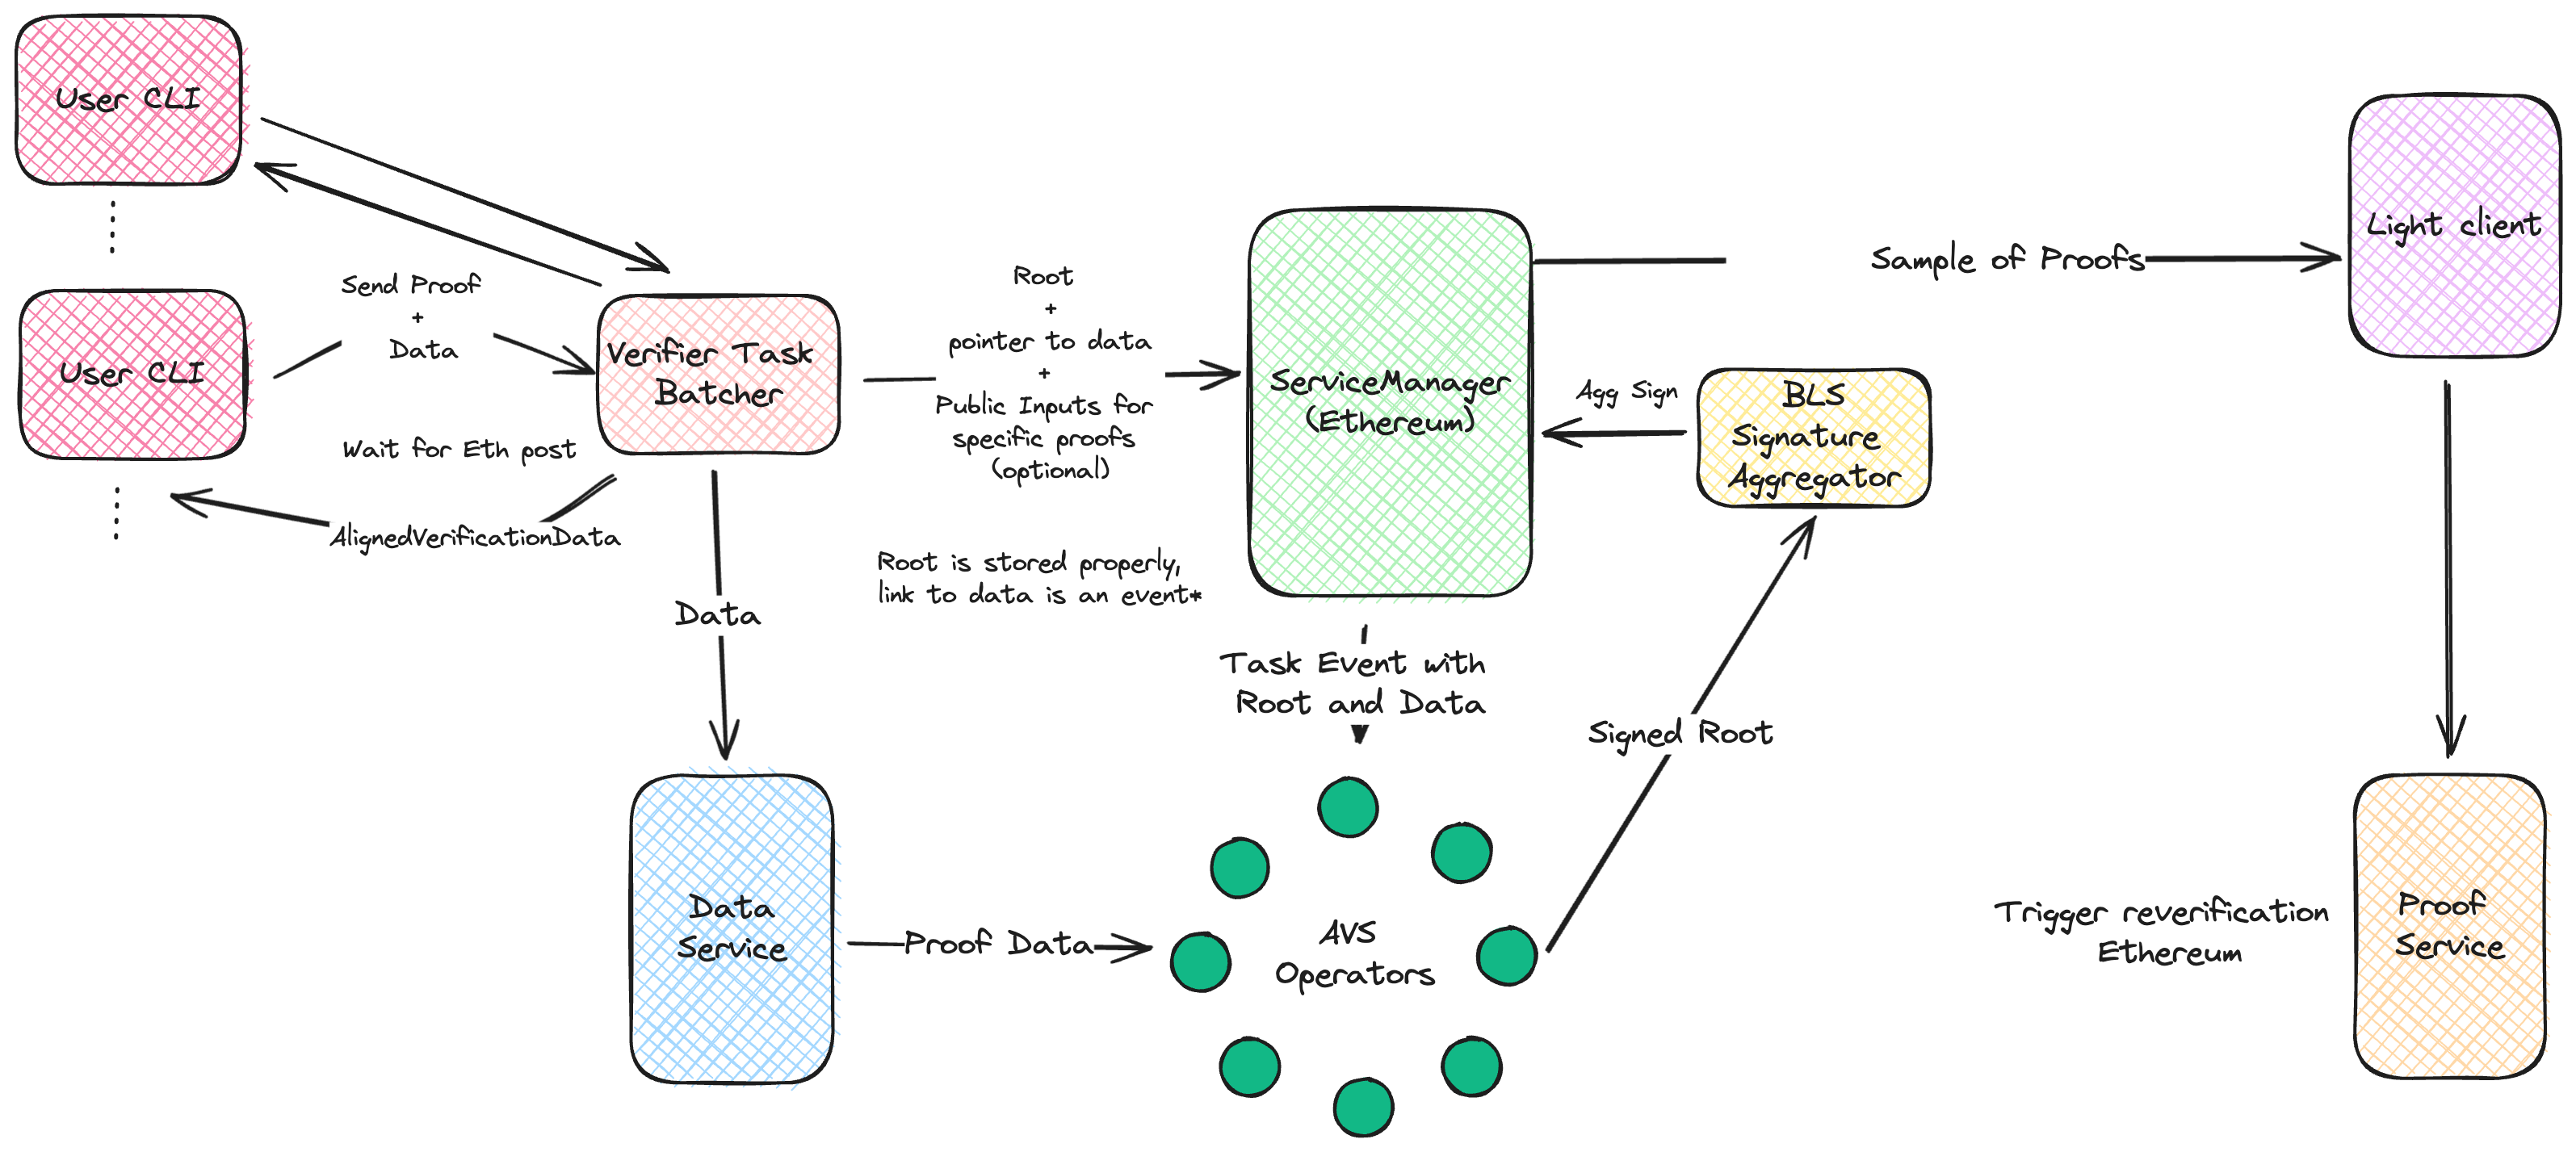 User CLI
Send Proof
+
Data
User CLI
Wait for Eth post
AlignedVerificationData
Verifier Task
Batcher
Data
Data
Service
Root
+
pointer to data
+
Public Inputs for
specific proofs
(optional)
Root is stored properly,
link to data is an event*
ServiceManager
(Ethereum)
Task Event with
Root and Data
Proof Data
AVS
Operators
Signed Root
Agg Sign
BLS
Signature
Aggregator
Sample of Proofs
Light client
Trigger reverification
Ethereum
Proof
Service